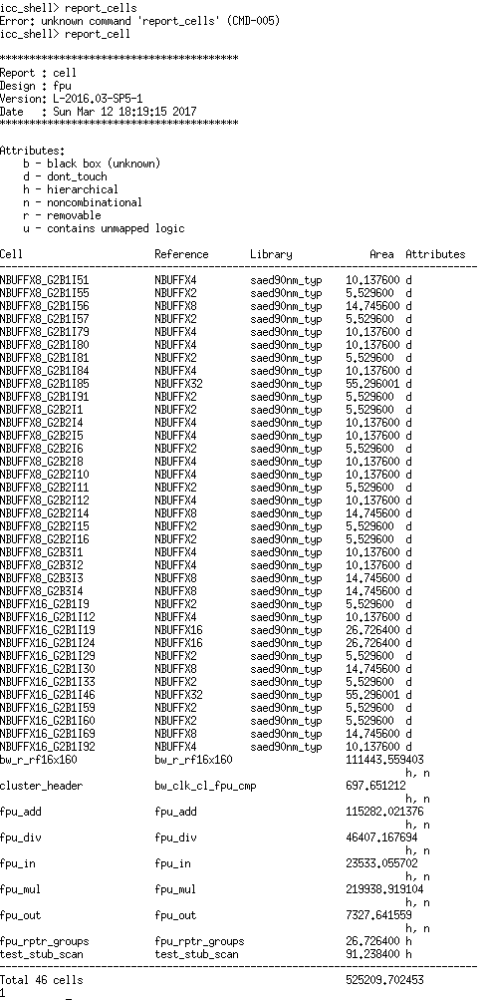 icc_shell> report_cells
Error: unknown command 'report_cells' (CMD-005)
icc_shell> report_cell
****************************************
Report : cell
Design : fpu
Version: L-2016.03-SP5-1
Date   : Sun Mar 12 18:19:15 2017
****************************************
Attributes:
    b - black box (unknown)
    d - dont_touch
    h - hierarchical
    n - noncombinational
    r - removable
    u - contains unmapped logic
Cell                      Reference       Library             Area  Attributes
--------------------------------------------------------------------------------
NBUFFX8_G2B1I51           NBUFFX4         saed90nm_typ    10.137600 d
NBUFFX8_G2B1I55           NBUFFX2         saed90nm_typ    5.529600  d
NBUFFX8_G2B1I56           NBUFFX8         saed90nm_typ    14.745600 d
NBUFFX8_G2B1I57           NBUFFX2         saed90nm_typ    5.529600  d
NBUFFX8_G2B1I79           NBUFFX4         saed90nm_typ    10.137600 d
NBUFFX8_G2B1I80           NBUFFX4         saed90nm_typ    10.137600 d
NBUFFX8_G2B1I81           NBUFFX2         saed90nm_typ    5.529600  d
NBUFFX8_G2B1I84           NBUFFX4         saed90nm_typ    10.137600 d
NBUFFX8_G2B1I85           NBUFFX32        saed90nm_typ    55.296001 d
NBUFFX8_G2B1I91           NBUFFX2         saed90nm_typ    5.529600  d
NBUFFX8_G2B2I1            NBUFFX2         saed90nm_typ    5.529600  d
NBUFFX8_G2B2I4            NBUFFX4         saed90nm_typ    10.137600 d
NBUFFX8_G2B2I5            NBUFFX4         saed90nm_typ    10.137600 d
NBUFFX8_G2B2I6            NBUFFX2         saed90nm_typ    5.529600  d
NBUFFX8_G2B2I8            NBUFFX4         saed90nm_typ    10.137600 d
NBUFFX8_G2B2I10           NBUFFX4         saed90nm_typ    10.137600 d
NBUFFX8_G2B2I11           NBUFFX2         saed90nm_typ    5.529600  d
NBUFFX8_G2B2I12           NBUFFX4         saed90nm_typ    10.137600 d
NBUFFX8_G2B2I14           NBUFFX8         saed90nm_typ    14.745600 d
NBUFFX8_G2B2I15           NBUFFX2         saed90nm_typ    5.529600  d
NBUFFX8_G2B2I16           NBUFFX2         saed90nm_typ    5.529600  d
NBUFFX8_G2B3I1            NBUFFX4         saed90nm_typ    10.137600 d
NBUFFX8_G2B3I2            NBUFFX4         saed90nm_typ    10.137600 d
NBUFFX8_G2B3I3            NBUFFX8         saed90nm_typ    14.745600 d
NBUFFX8_G2B3I4            NBUFFX8         saed90nm_typ    14.745600 d
NBUFFX16_G2B1I9           NBUFFX2         saed90nm_typ    5.529600  d
NBUFFX16_G2B1I12          NBUFFX4         saed90nm_typ    10.137600 d
NBUFFX16_G2B1I19          NBUFFX16        saed90nm_typ    26.726400 d
NBUFFX16_G2B1I24          NBUFFX16        saed90nm_typ    26.726400 d
NBUFFX16_G2B1I29          NBUFFX2         saed90nm_typ    5.529600  d
NBUFFX16_G2B1I30          NBUFFX8         saed90nm_typ    14.745600 d
NBUFFX16_G2B1I33          NBUFFX2         saed90nm_typ    5.529600  d
NBUFFX16_G2B1I46          NBUFFX32        saed90nm_typ    55.296001 d
NBUFFX16_G2B1I59          NBUFFX2         saed90nm_typ    5.529600  d
NBUFFX16_G2B1I60          NBUFFX2         saed90nm_typ    5.529600  d
NBUFFX16_G2B1I69          NBUFFX8         saed90nm_typ    14.745600 d
NBUFFX16_G2B1I92          NBUFFX4         saed90nm_typ    10.137600 d
bw_r_rf16x160             bw_r_rf16x160                   111443.559403
                                                                    h, n
cluster_header            bw_clk_cl_fpu_cmp               697.651212
                                                                    h, n
fpu_add                   fpu_add                         115282.021376
                                                                    h, n
fpu_div                   fpu_div                         46407.167694
                                                                    h, n
fpu_in                    fpu_in                          23533.055702
                                                                    h, n
fpu_mul                   fpu_mul                         219938.919104
                                                                    h, n
fpu_out                   fpu_out                         7327.641559
                                                                    h, n
fpu_rptr_groups           fpu_rptr_groups                 26.726400 h
test_stub_scan            test_stub_scan                  91.238400 h
--------------------------------------------------------------------------------
Total 46 cells                                            525209.702453
1